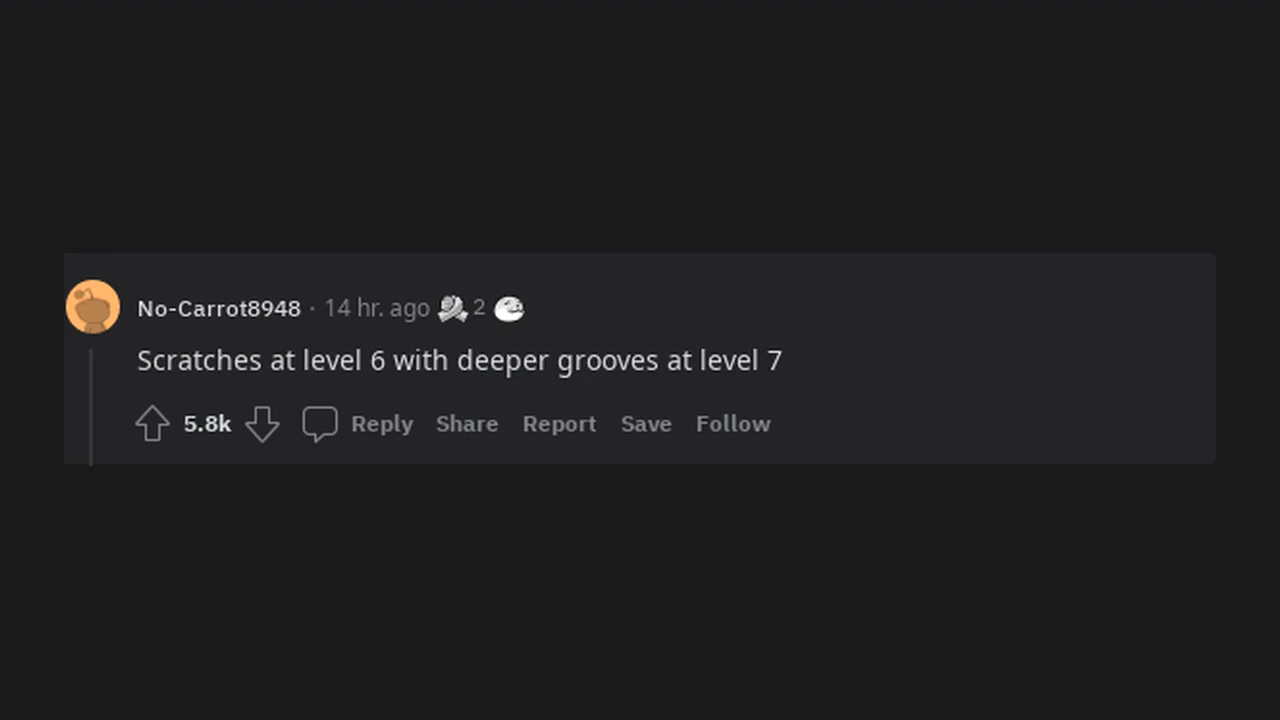 No-Carrot8948 · 14 hr. ago 2
Scratches at level 6 with deeper grooves at level 7
5.8k Reply Share Report Save Follow